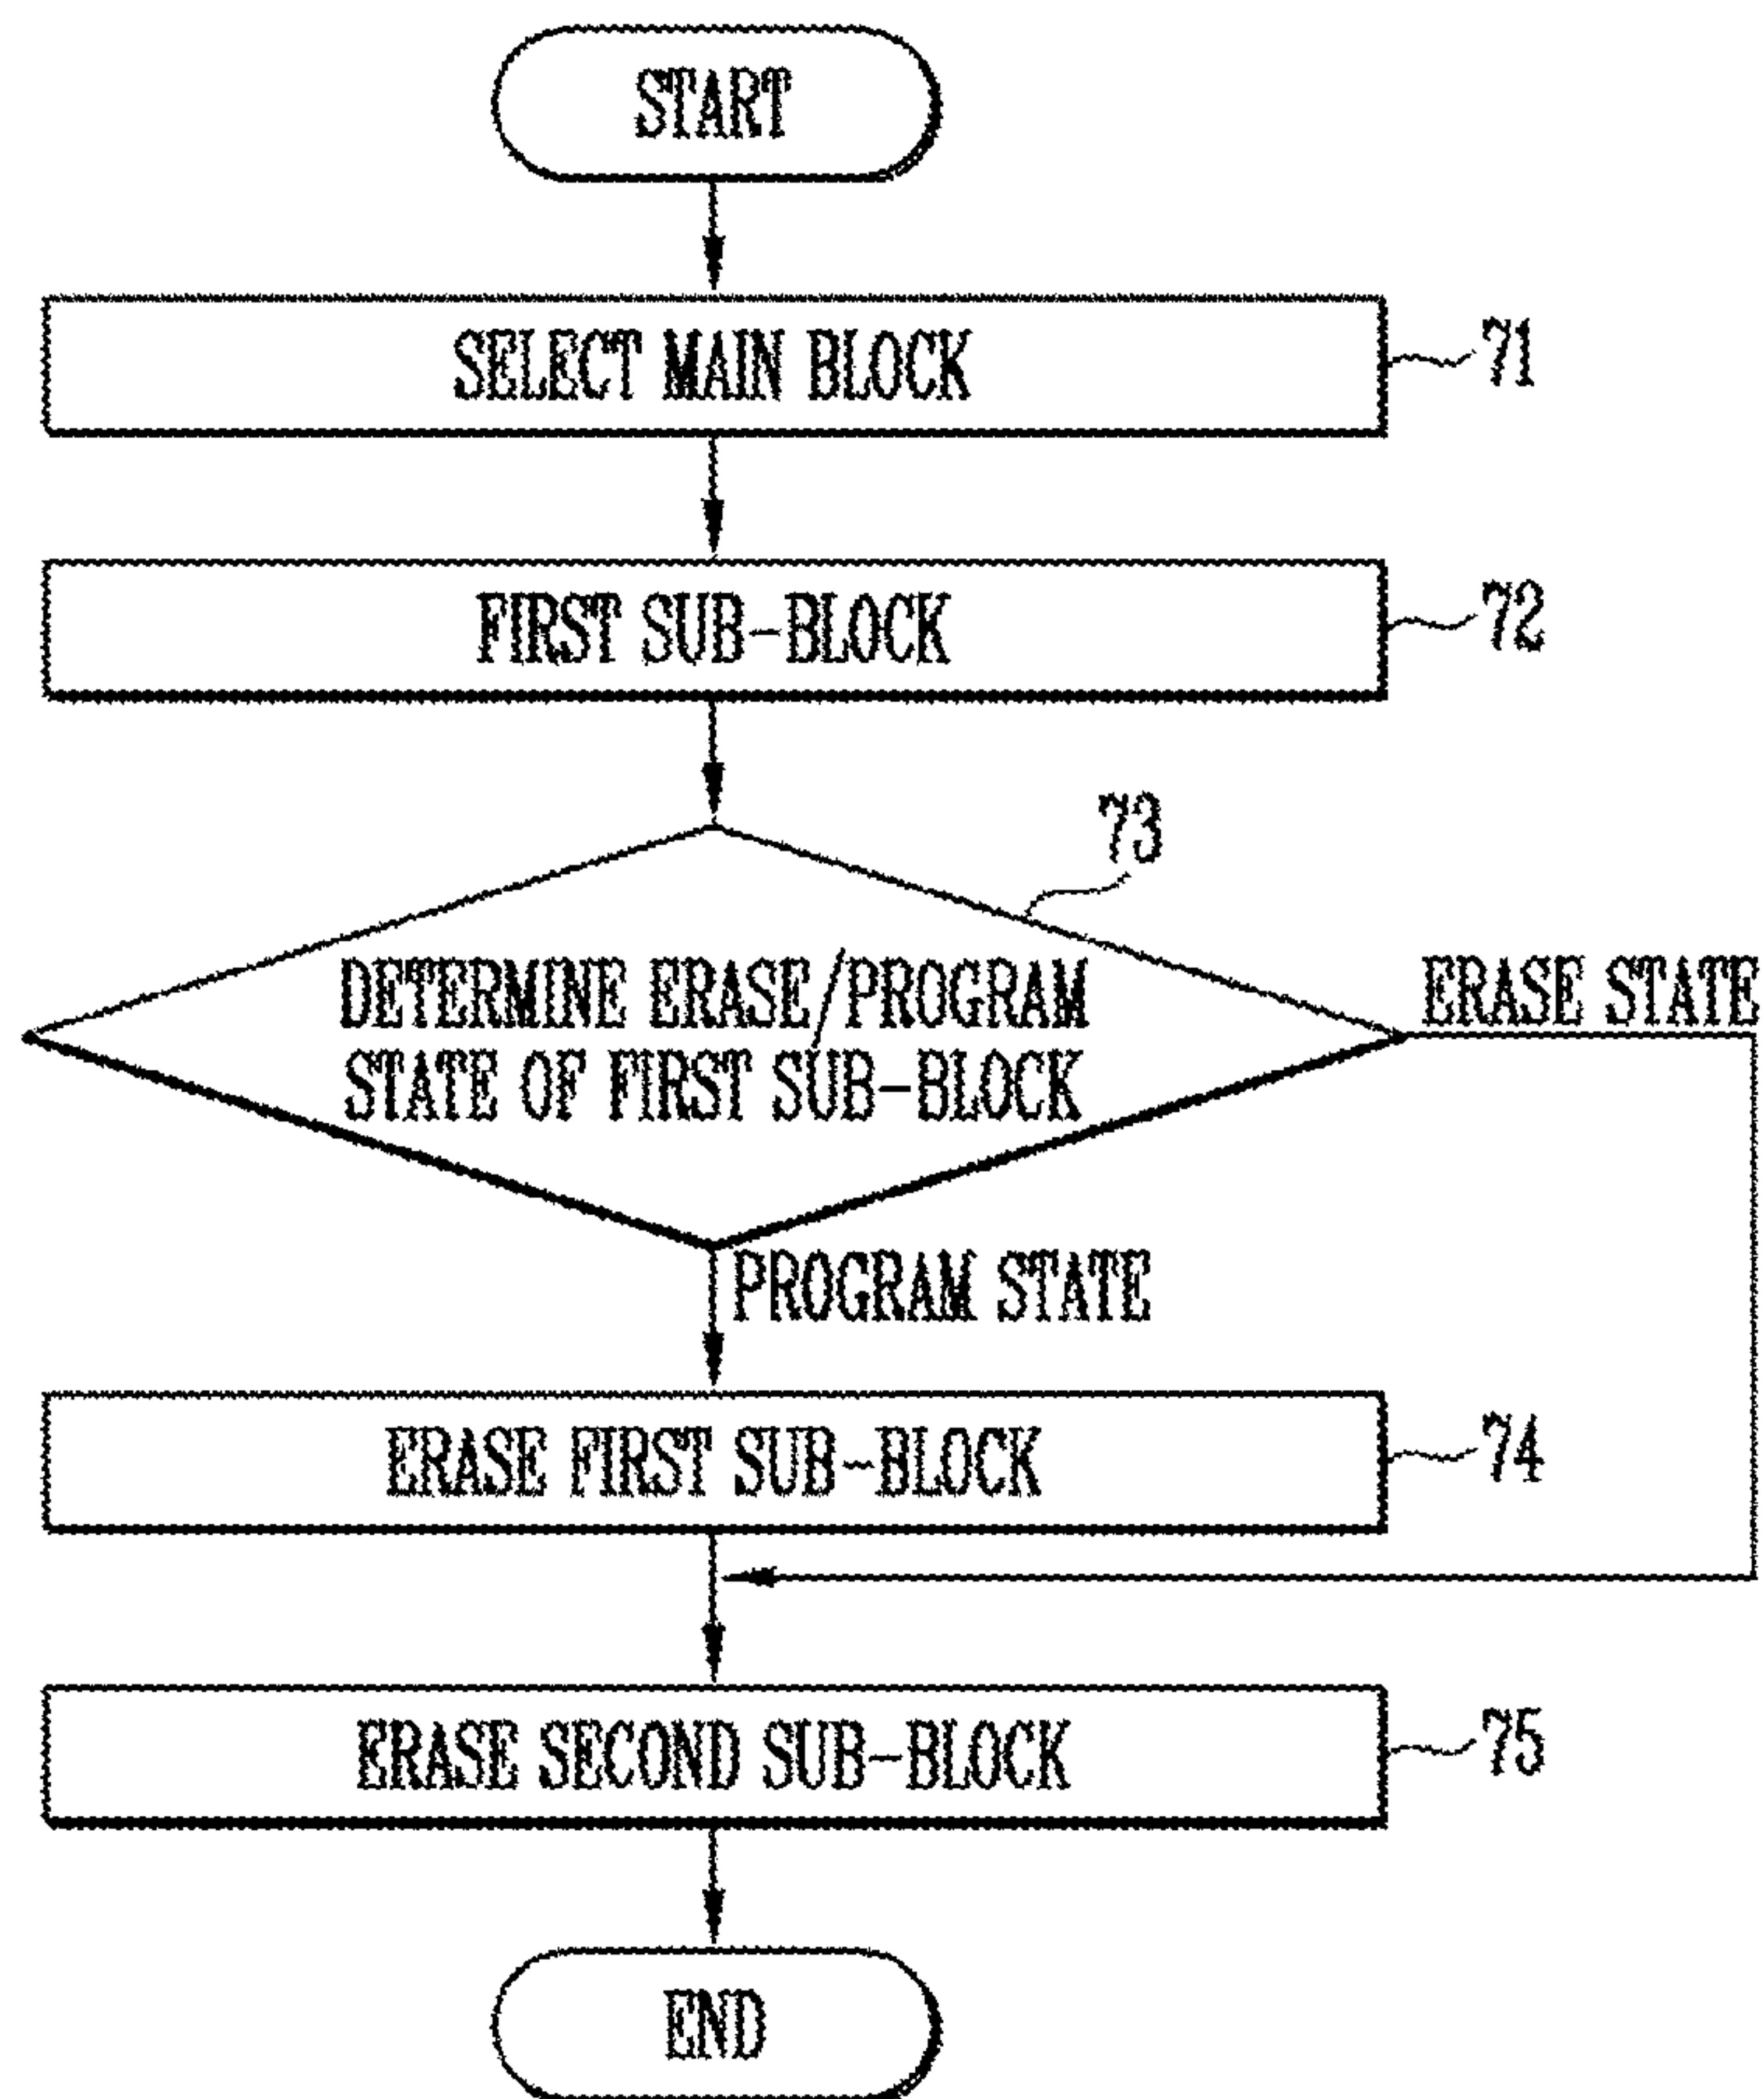 START
SELECT MAIN BLOCK
71
FIRST SUB-BLOCK
72
73
DETERMINE ERASE/PROGRAM
STATE OF FIRST SUB-BLOCK
ERASE STATE
PROGRAM STATE
ERASE FIRST SUB-BLOCK
74
ERASE SECOND SUB-BLOCK
75
END